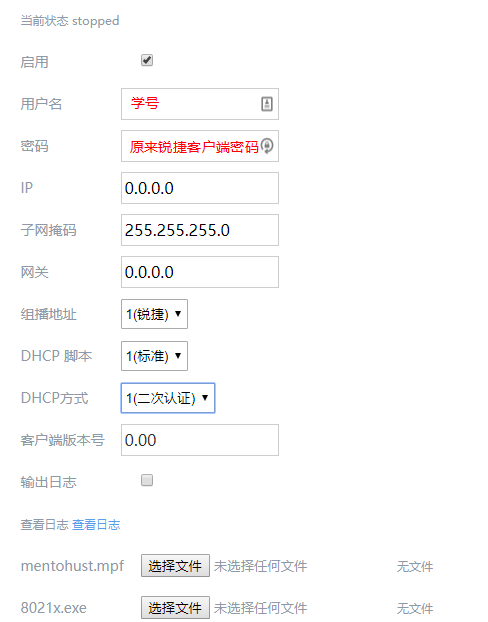 当前状态 stopped
启用
用户名 学号
密码 原来锐捷客户端密码
IP 0.0.0.0
子网掩码 255.255.255.0
网关 0.0.0.0
组播地址 1(锐捷)
DHCP 脚本 1(标准)
DHCP方式 1(二次认证)
客户端版本号 0.00
输出日志
查看日志 查看日志
mentohust.mpf 选择文件 未选择任何文件 无文件
8021x.exe 选择文件 未选择任何文件 无文件